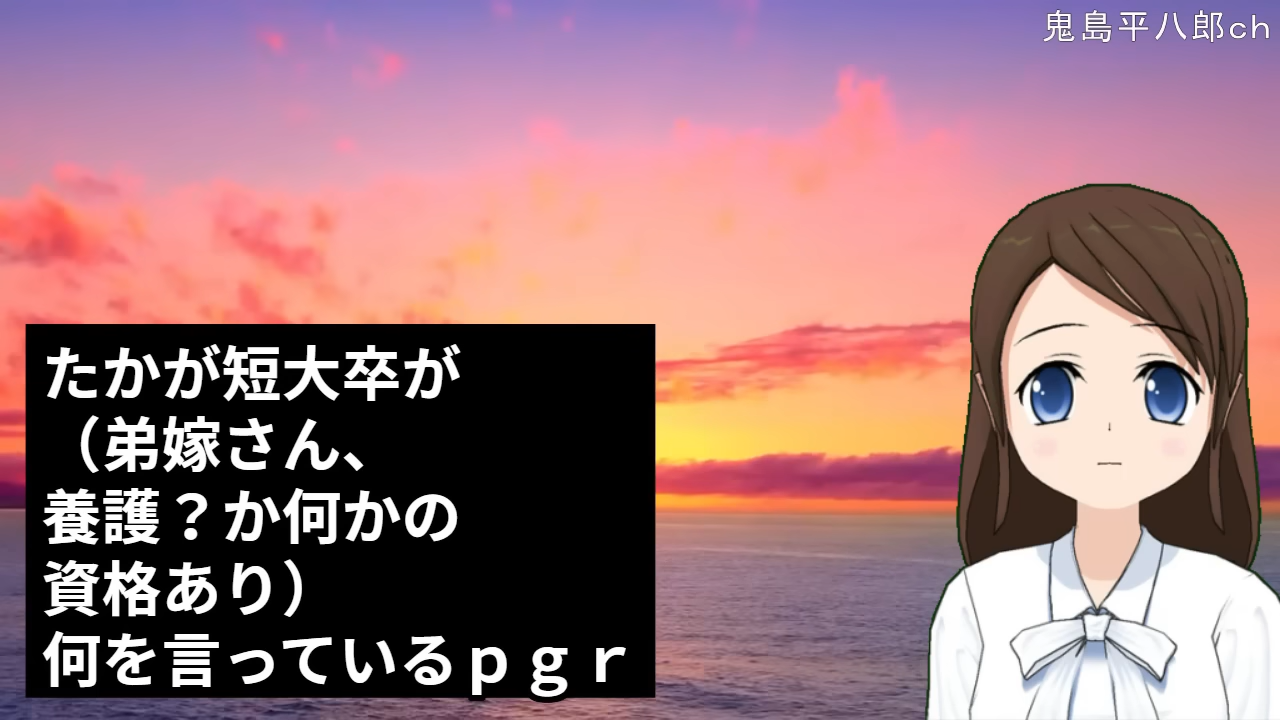 鬼島平八郎ch
たかが短大卒が
（弟嫁さん、
養護？か何かの
資格あり）
何を言っているｐｇｒ